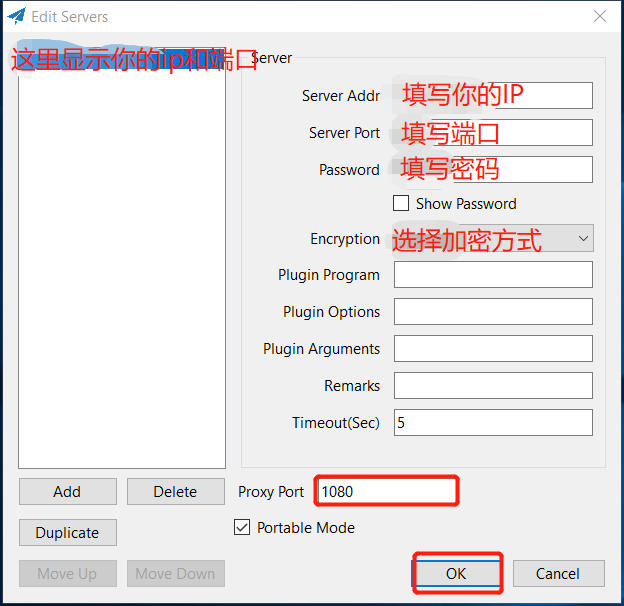 Edit Servers
这里显示你的ip和端口
Server
Server Addr 填写你的IP
Server Port 填写端口
Password 填写密码
Show Password
Encryption 选择加密方式
Plugin Program
Plugin Options
Plugin Arguments
Remarks
Timeout(Sec) 5
Add Delete Proxy Port 1080
Duplicate Portable Mode
Move Up Move Down OK Cancel